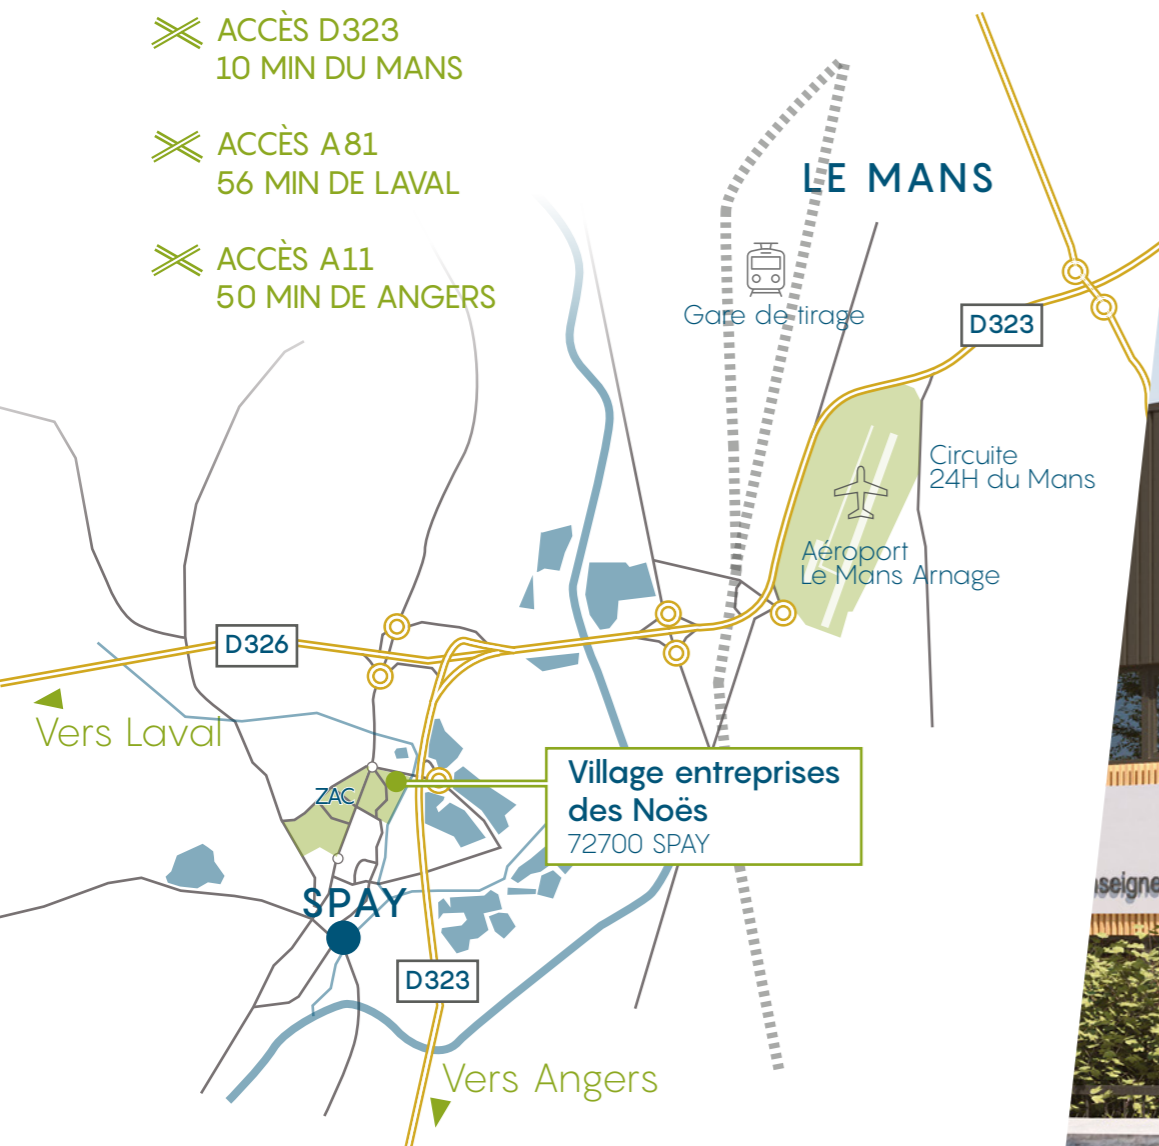 ACCÈS D323
10 MIN DU MANS
ACCÈS A81
56 MIN DE LAVAL
ACCÈS A11
50 MIN DE ANGERS
LE MANS
Gare de tirage
D323
Circuite
24H du Mans
Aéroport
Le Mans Arnage
D326
Vers Laval
Village entreprises
des Noës
72700 SPAY
ZAC
SPAY
D323
Vers Angers